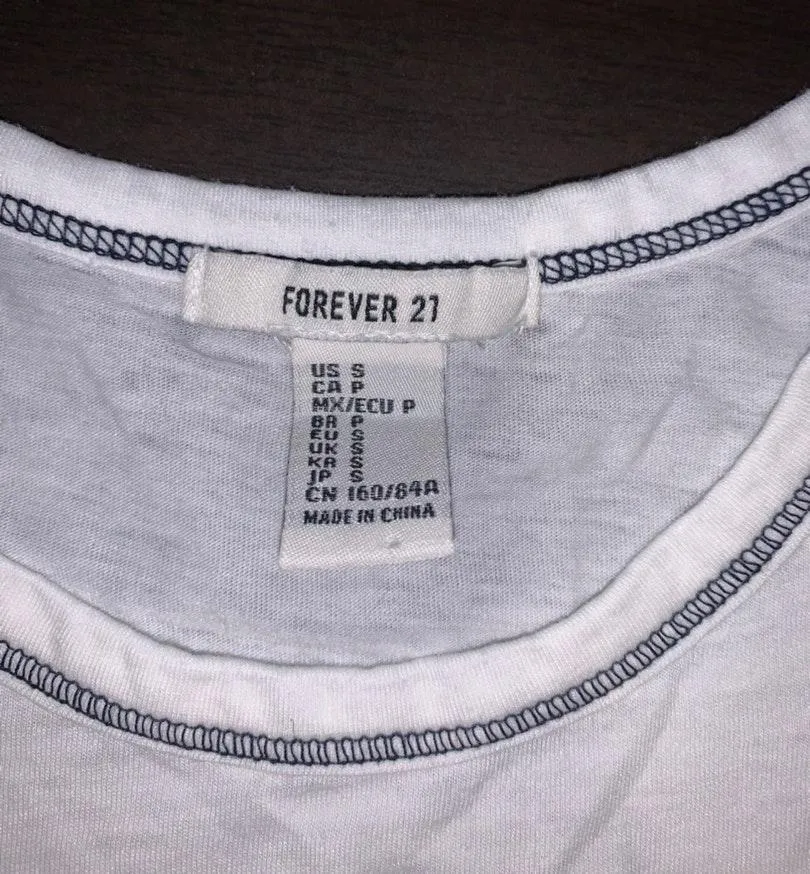 FOREVER 21
US S
CA P
MX/ECU P
BR P
EU S
UK S
KR S
JP S
CN 160/84A
MADE IN CHINA